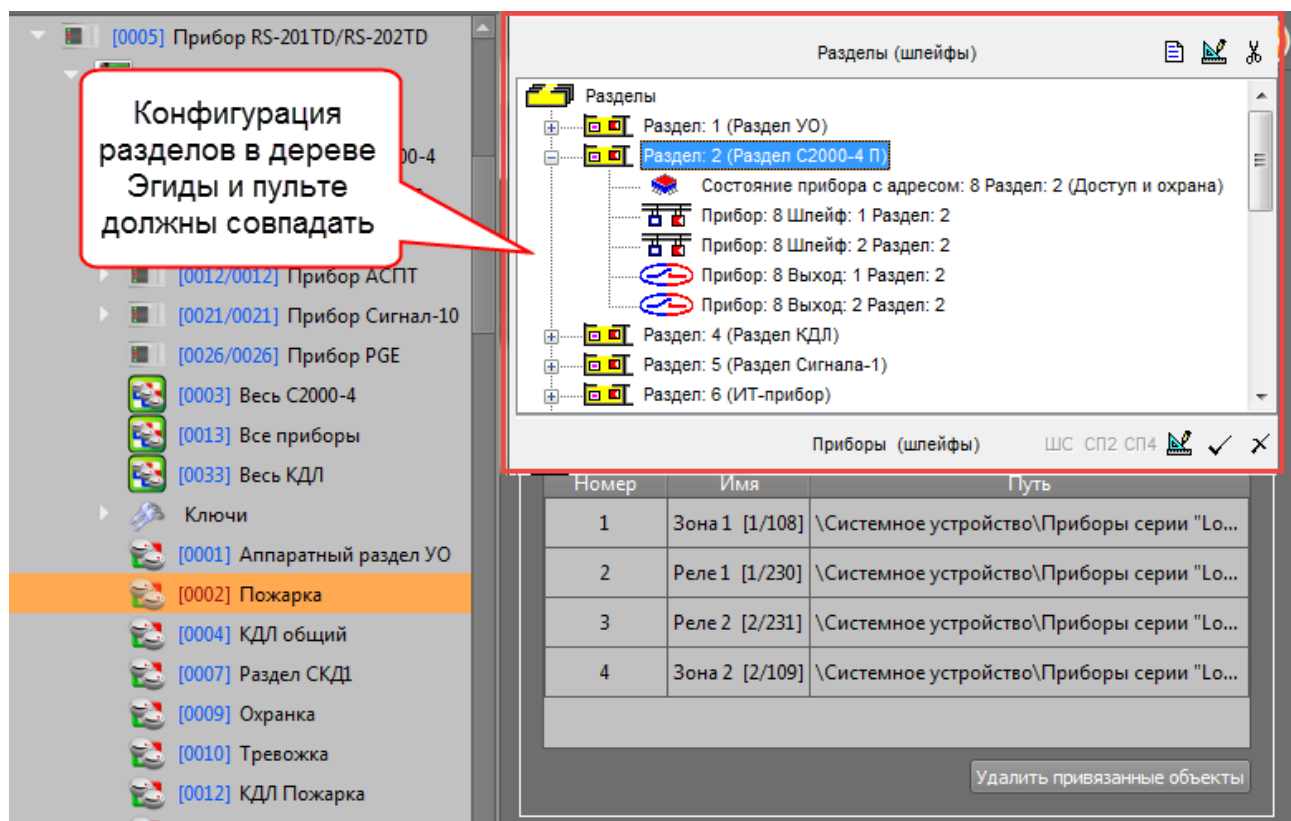 [0005] Прибор RS-201TD/RS-202TD
Конфигурация
разделов в дереве
Эгиды и пульте
должны совпадать
00-4
[0012/0012] Прибор АСПТ
[0021/0021] Прибор Сигнал-10
[0026/0026] Прибор PGE
[0003] Весь С2000-4
[0013] Все приборы
[0033] Весь КДЛ
Ключи
[0001] Аппаратный раздел УО
[0002] Пожарка
[0004] КДЛ общий
[0007] Раздел СКД1
[0009] Охранка
[0010] Тревожка
[0012] КДЛ Пожарка
Разделы (шлейфы)
Разделы
Раздел: 1 (Раздел УО)
Раздел: 2 (Раздел С2000-4 П)
Состояние прибора с адресом: 8 Раздел: 2 (Доступ и охрана)
Прибор: 8 Шлейф: 1 Раздел: 2
Прибор: 8 Шлейф: 2 Раздел: 2
Прибор: 8 Выход: 1 Раздел: 2
Прибор: 8 Выход: 2 Раздел: 2
Раздел: 4 (Раздел КДЛ)
Раздел: 5 (Раздел Сигнала-1)
Раздел: 6 (ИТ-прибор)
Приборы (шлейфы) ШС СП2 СП4
Номер Имя Путь
1 Зона 1 [1/108] \Системное устройство\Приборы серии "Lo...
2 Реле 1 [1/230] \Системное устройство\Приборы серии "Lo...
3 Реле 2 [2/231] \Системное устройство\Приборы серии "Lo...
4 Зона 2 [2/109] \Системное устройство\Приборы серии "Lo...
Удалить привязанные объекты